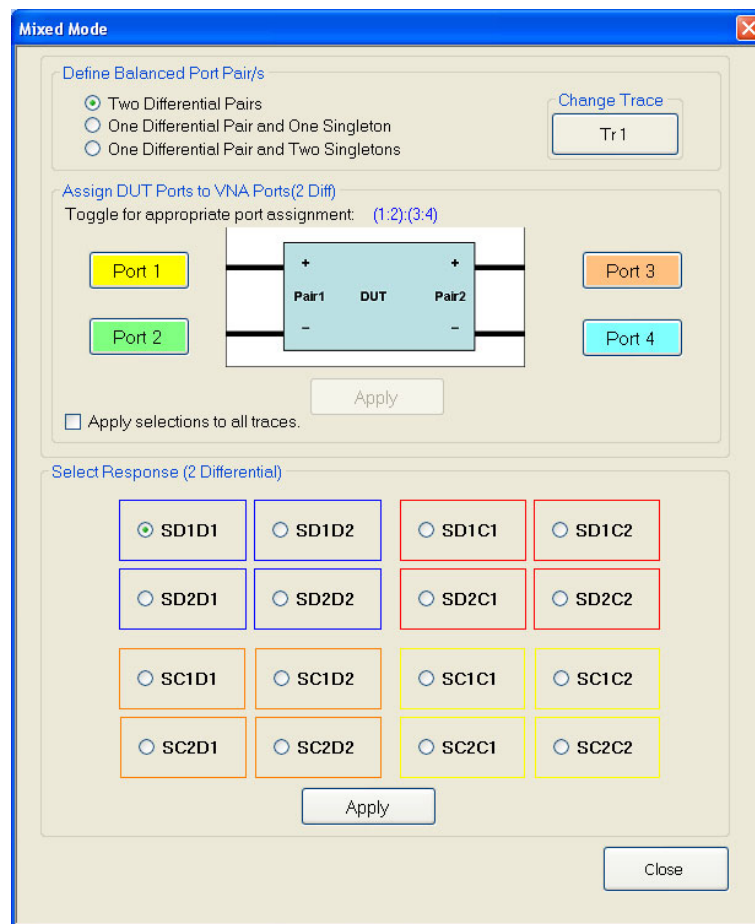 Mixed Mode
Define Balanced Port Pair/s
Two Differential Pairs
One Differential Pair and One Singleton
One Differential Pair and Two Singletons
Change Trace
Tr1
Assign DUT Ports to VNA Ports(2 Diff)
Toggle for appropriate port assignment: (1:2):(3:4)
Port 1
Port 2
+ +
Pair1 DUT Pair2
– –
Port 3
Port 4
Apply
Apply selections to all traces.
Select Response (2 Differential)
SD1D1 SD1D2 SD1C1 SD1C2
SD2D1 SD2D2 SD2C1 SD2C2
SC1D1 SC1D2 SC1C1 SC1C2
SC2D1 SC2D2 SC2C1 SC2C2
Apply
Close